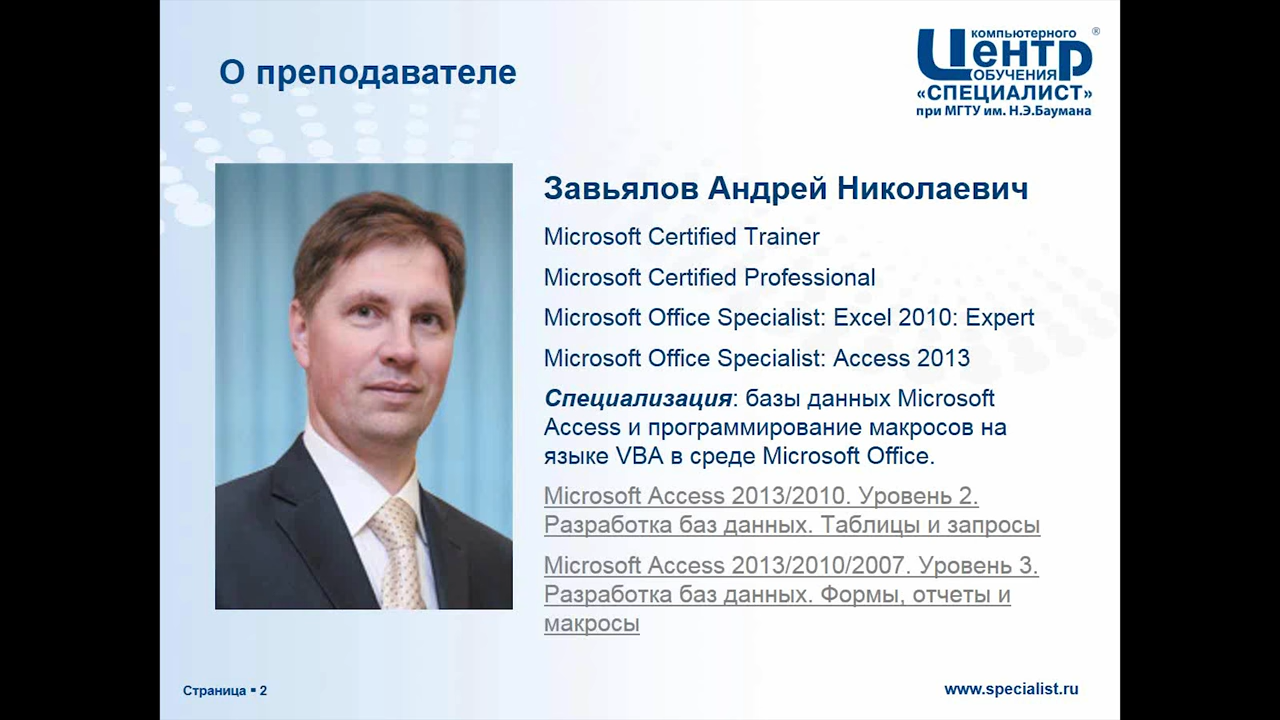 О преподавателе
компьютерного
Центр
ОБУЧЕНИЯ
«СПЕЦИАЛИСТ»
при МГТУ им. Н.Э.Баумана
®
Завьялов Андрей Николаевич
Microsoft Certified Trainer
Microsoft Certified Professional
Microsoft Office Specialist: Excel 2010: Expert
Microsoft Office Specialist: Access 2013
Специализация: базы данных Microsoft
Access и программирование макросов на
языке VBA в среде Microsoft Office.
Microsoft Access 2013/2010. Уровень 2.
Разработка баз данных. Таблицы и запросы
Microsoft Access 2013/2010/2007. Уровень 3.
Разработка баз данных. Формы, отчеты и
макросы
Страница ▪ 2
www.specialist.ru